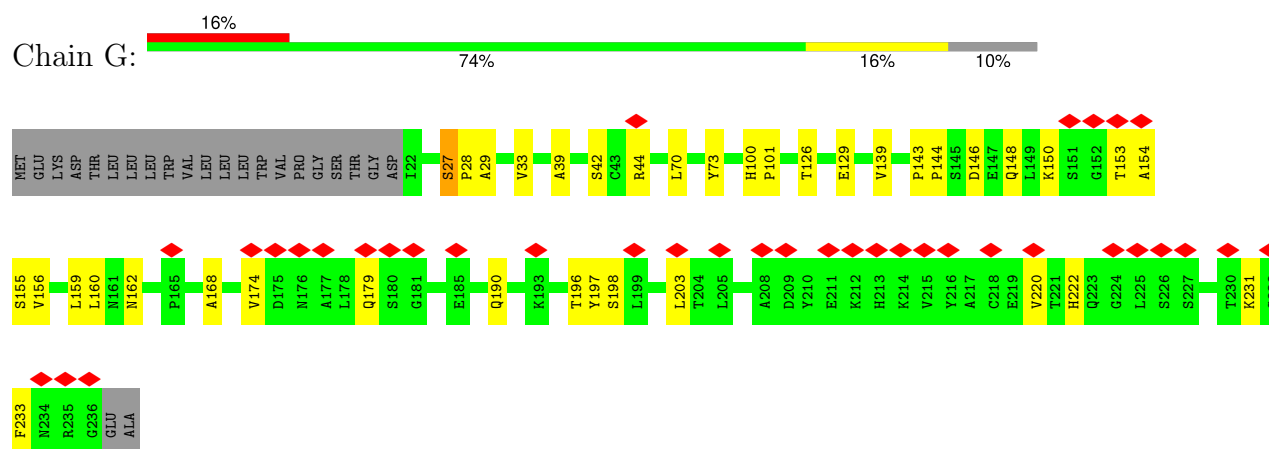 16%
Chain G:
74% 16% 10%
MET GLU LYS ASP THR LEU LEU LEU TRP VAL LEU LEU LEU TRP VAL PRO GLY SER THR GLY ASP I22 S27 P28 A29 V33 A39 S42 C43 R44 L70 Y73 H100 P101 T126 E129 V139 P143 P144 S145 D146 E147 Q148 L149 K150 S151 G152 T153 A154
S155 V156 L159 L160 N161 N162 P165 A168 V174 D175 N176 A177 L178 Q179 S180 G181 E185 Q190 K193 T196 Y197 S198 L199 L203 T204 L205 A208 D209 Y210 E211 K212 H213 K214 V215 Y216 A217 C218 E219 V220 T221 H222 Q223 G224 L225 S226 S227 T230 K231
F233 N234 R235 G236 GLU ALA